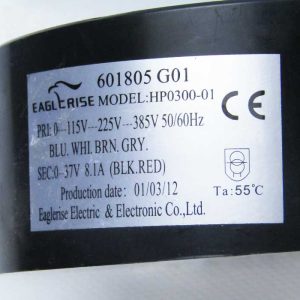 601805 G01
EAGLERISE MODEL:HP0300-01
CE
PRI:0---115V---225V---385V 50/60Hz
BLU. WHI. BRN. GRY.
SEC:0--37V 8.1A (BLK.RED)
Production date: 01/03/12
Ta:55℃
Eaglerise Electric & Electronic Co.,Ltd.